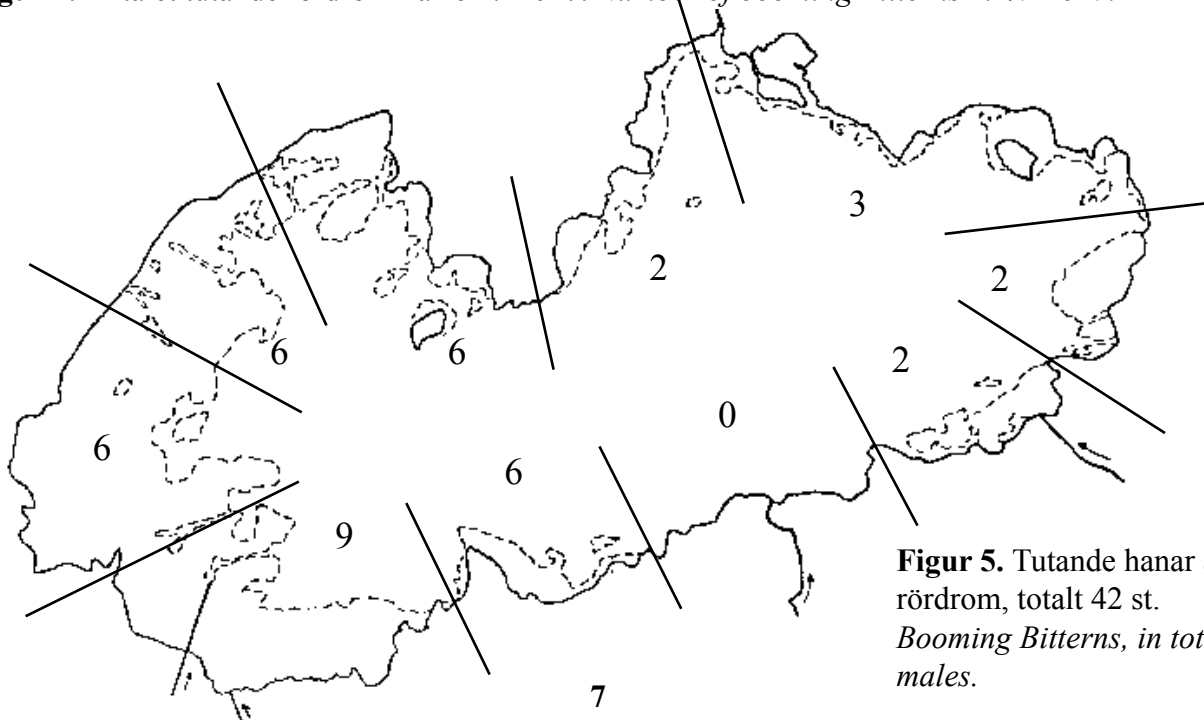 3
2
2
6
6
2
0
6
6
9
Figur 5. Tutande hanar
rördrom, totalt 42 st.
Booming Bitterns, in
males.
7